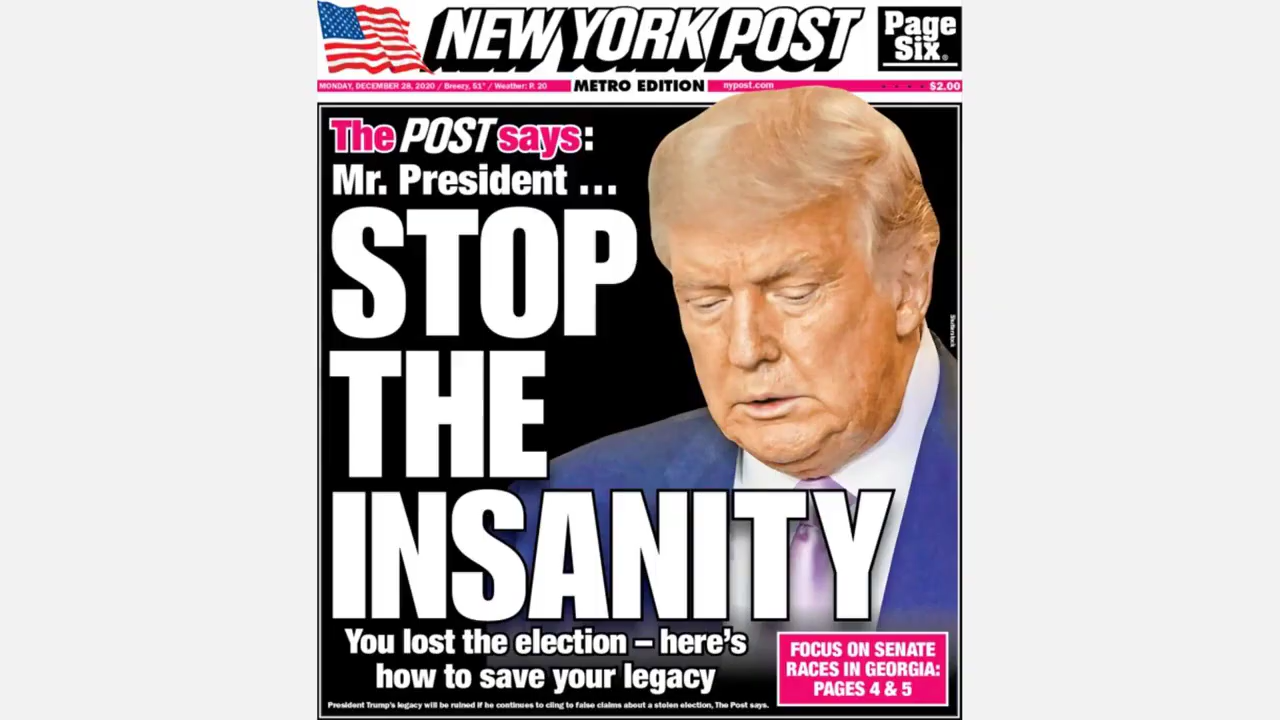 NEW YORK POST
Page
Six®
MONDAY, DECEMBER 28, 2020 / Breezy, 51° / Weather: P. 20
METRO EDITION
nypost.com
$2.00
The POST says:
Mr. President ...
STOP
THE
INSANITY
You lost the election – here's
how to save your legacy
FOCUS ON SENATE
RACES IN GEORGIA:
PAGES 4 & 5
President Trump's legacy will be ruined if he continues to cling to false claims about a stolen election, The Post says.
Shutterstock